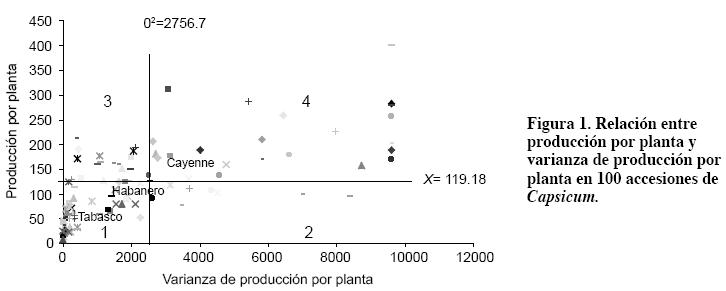 0²=2756.7
450
400
350
300
250
200
150
100
50
0
Producción por planta
3
4
Cayenne
X= 119.18
Habanero
Tabasco
1
2
0
2000
4000
6000
8000
10000
12000
Varianza de producción por planta
Figura 1. Relación entre
producción por planta y
varianza de producción por
planta en 100 accesiones de
Capsicum.